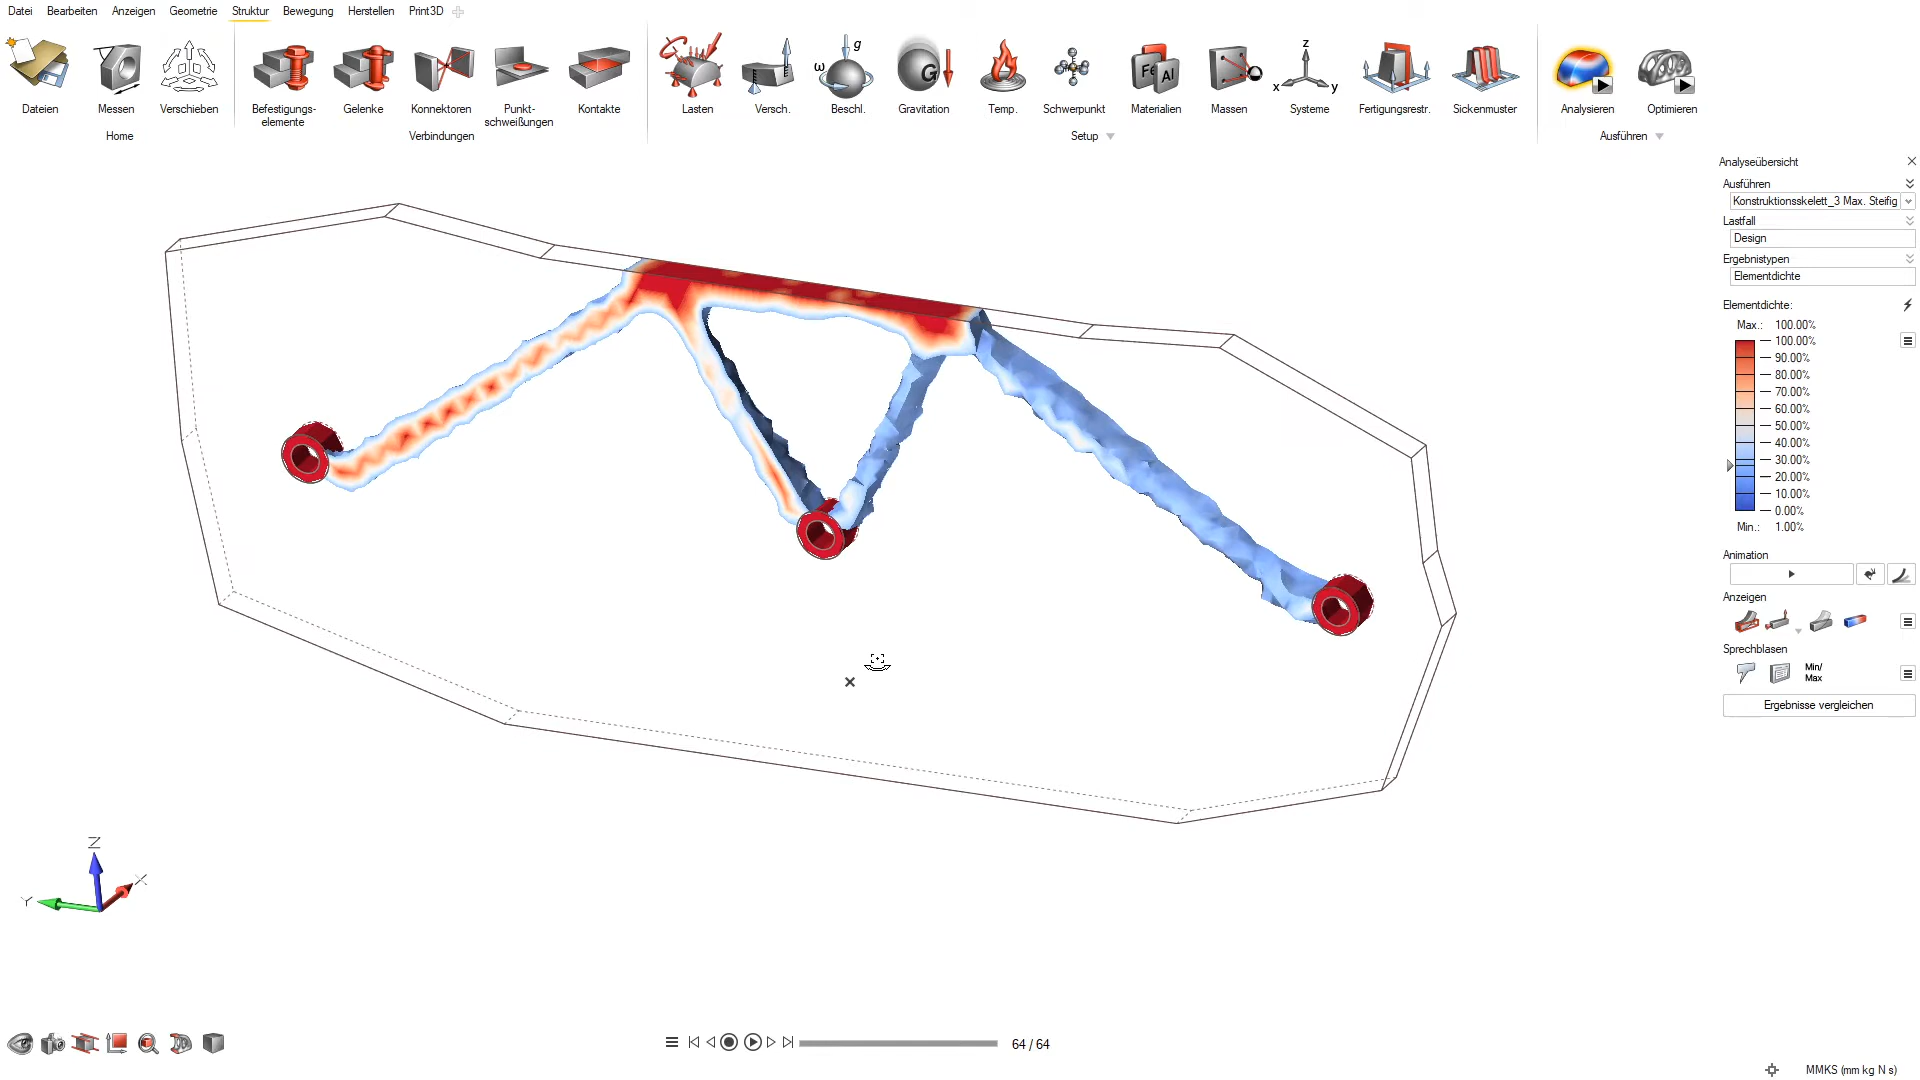 Datei Bearbeiten Anzeigen Geometrie Struktur Bewegung Herstellen Print3D
g
ω
G
Fe Al
z
x y
Dateien Messen Verschieben Befestigungs-
elemente Gelenke Konnektoren Punkt-
schweißungen Kontakte Lasten Versch. Beschl. Gravitation Temp. Schwerpunkt Materialien Massen Systeme Fertigungsrestr. Sickenmuster Analysieren Optimieren
Home Verbindungen Setup Ausführen
Analyseübersicht
Ausführen
Konstruktionsskelett_3 Max. Steifig
Lastfall
Design
Ergebnistypen
Elementdichte
Elementdichte:
Max.: 100.00%
100.00%
90.00%
80.00%
70.00%
60.00%
50.00%
40.00%
30.00%
20.00%
10.00%
0.00%
Min.: 1.00%
Animation
Anzeigen
Sprechblasen
Min/
Max
Ergebnisse vergleichen
Z
X
Y
64 / 64
MMKS (mm kg N s)